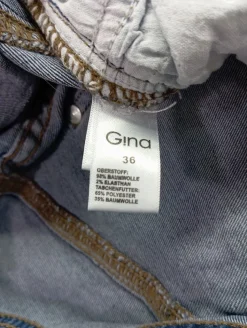 Gina
36
OBERSTOFF:
98% BAUMWOLLE
2% ELASTHAN
TASCHENFUTTER:
65% POLYESTER
35% BAUMWOLLE